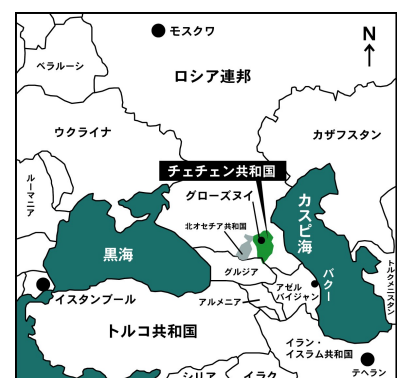 モスクワ
N
ベラルーシ
ロシア連邦
ウクライナ
カザフスタン
チェチェン共和国
ルーマニア
グローズヌイ
カスピ海
北オセチア共和国
黒海
グルジア
トルクメニスタン
バクー
アゼル
バイジャン
イスタンブール
アルメニア
トルコ共和国
イラン・
イスラム共和国
テヘラン
シリア
イラク